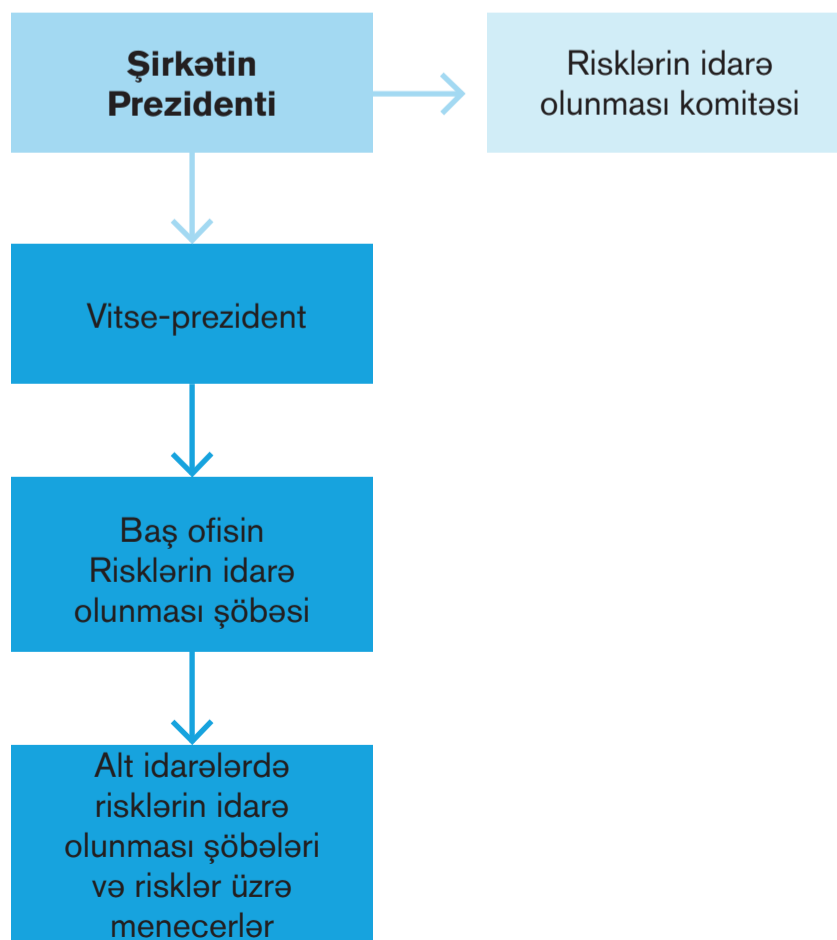 Şirkətin
Prezidenti
Risklərin idarə
olunması komitəsi
Vitse-prezident
Baş ofisin
Risklərin idarə
olunması şöbəsi
Alt idarələrdə
risklərin idarə
olunması şöbələri
və risklər üzrə
menecerlər